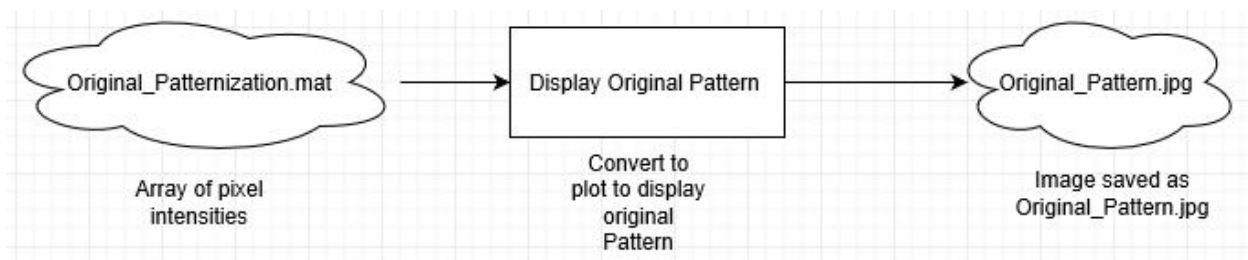 Original_Patternization.mat
Display Original Pattern
Original_Pattern.jpg
Array of pixel
intensities
Convert to
plot to display
original
Pattern
Image saved as
Original_Pattern.jpg